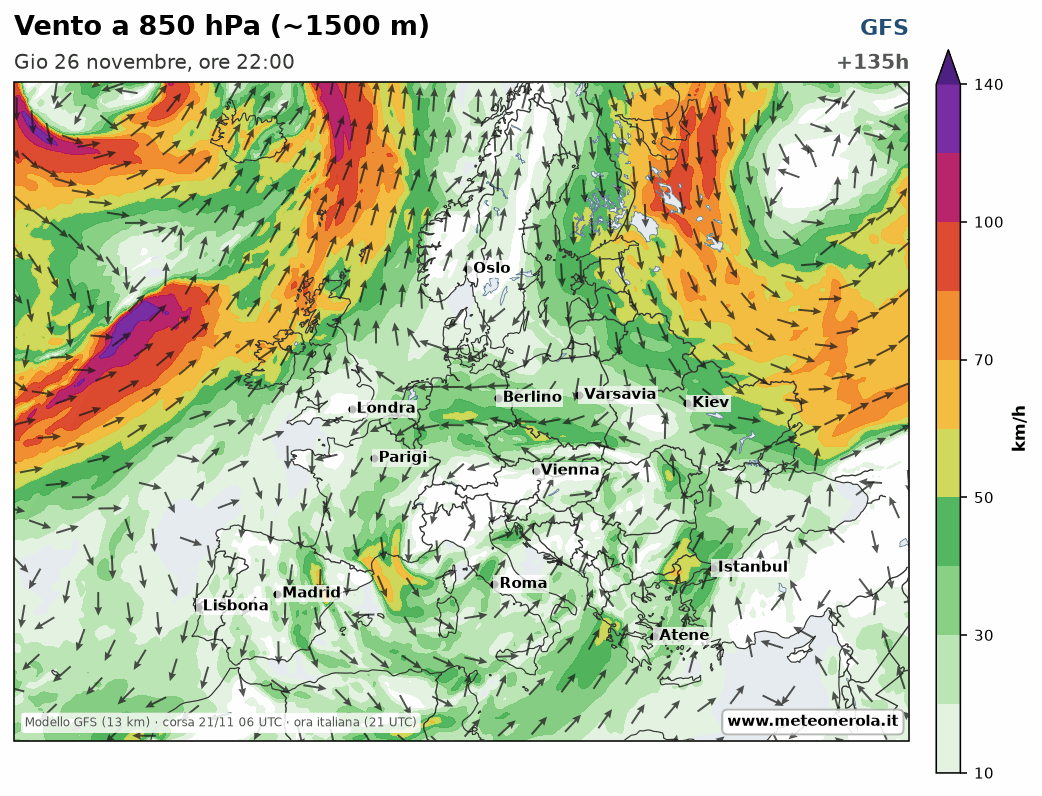 Vento a 850 hPa (~1500 m)
GFS
Gio 26 novembre, ore 22:00
+135h
140
100
70
50
30
10
km/h
Oslo
Londra
Berlino
Varsavia
Kiev
Parigi
Vienna
Istanbul
Madrid
Lisbona
Roma
Atene
Modello GFS (13 km) · corsa 21/11 06 UTC · ora italiana (21 UTC)
www.meteonerola.it